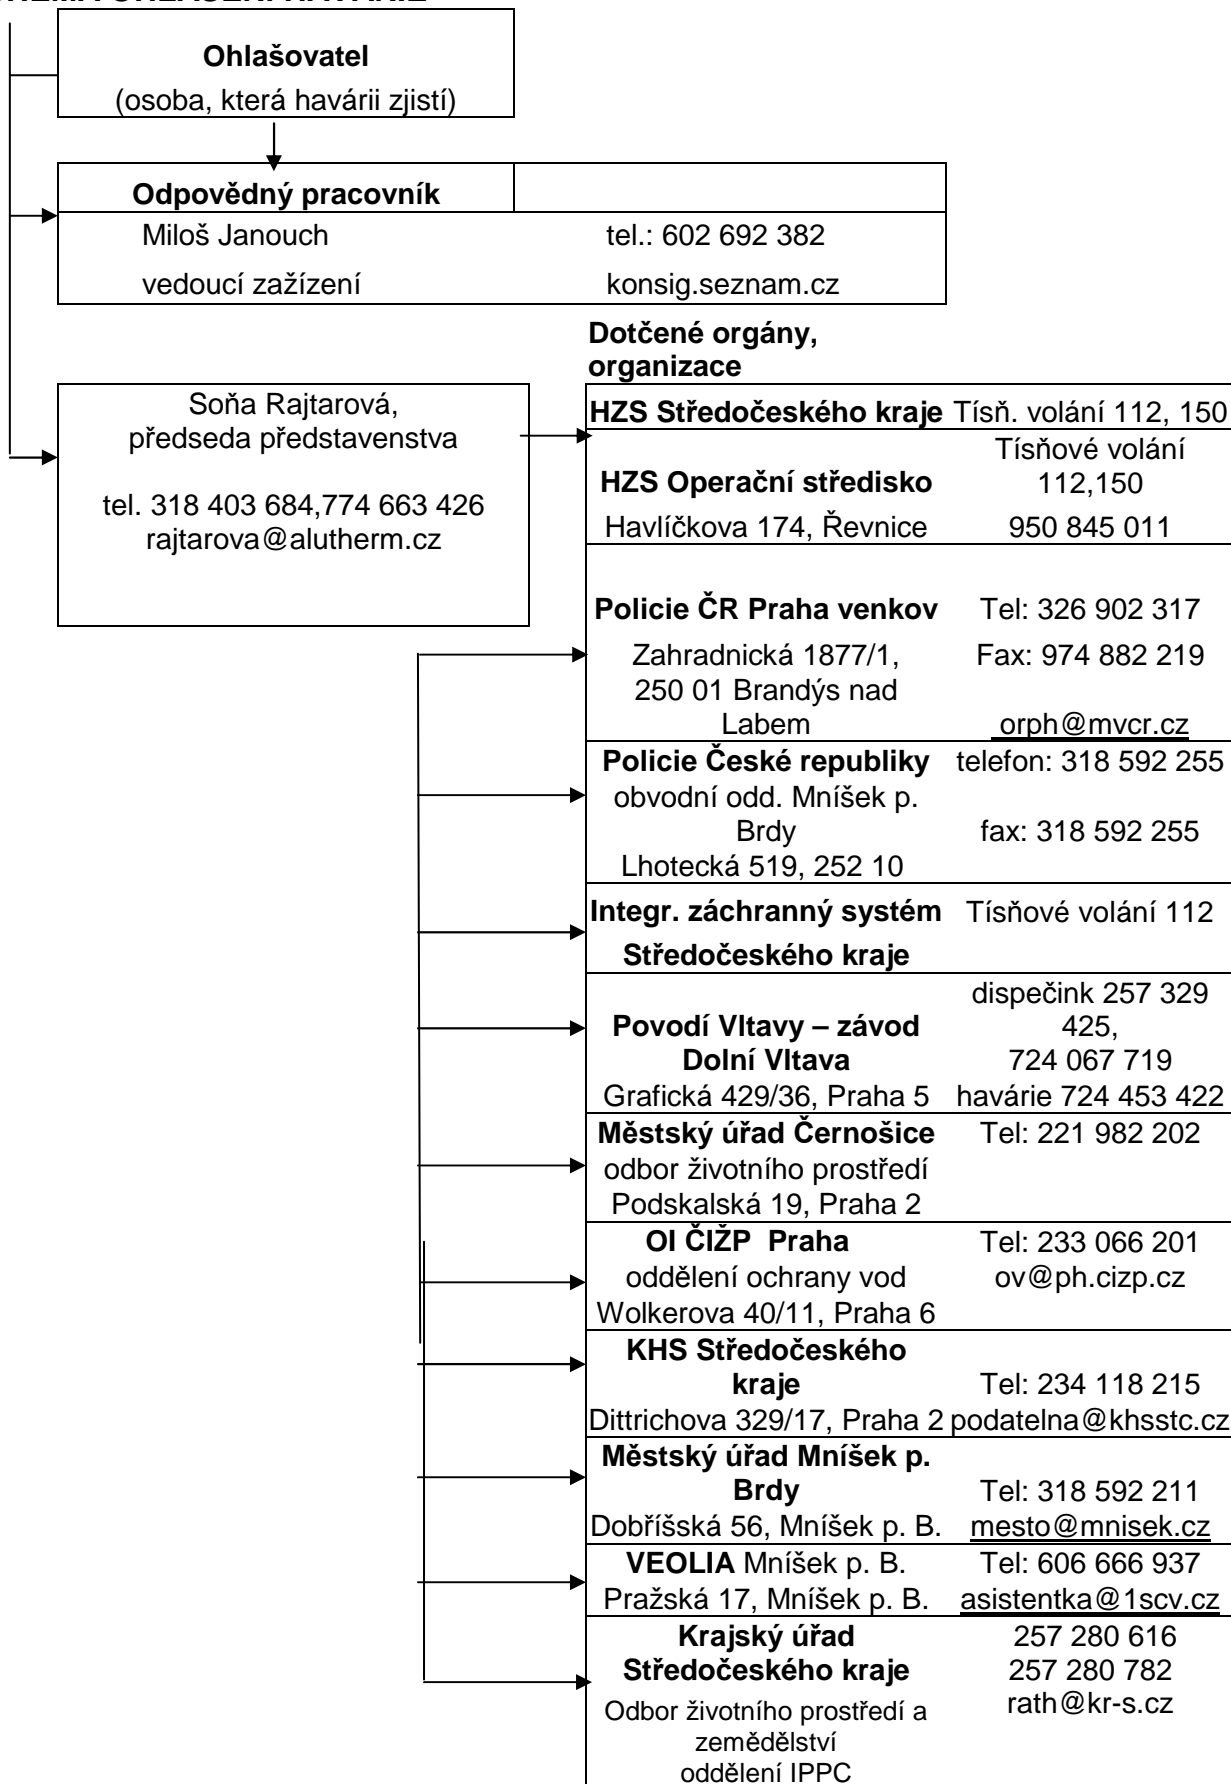 Ohlašovatel
(osoba, která havárii zjistí)
Odpovědný pracovník
Miloš Janouch tel.: 602 692 382
vedoucí zažízení konsig.seznam.cz
Dotčené orgány,
organizace
Soňa Rajtarová,
předseda představenstva
tel. 318 403 684,774 663 426
rajtarova@alutherm.cz
HZS Středočeského kraje Tísň. volání 112, 150
Tísňové volání
HZS Operační středisko 112,150
Havlíčkova 174, Řevnice 950 845 011
Policie ČR Praha venkov Tel: 326 902 317
Zahradnická 1877/1, Fax: 974 882 219
250 01 Brandýs nad
Labem orph@mvcr.cz
Policie České republiky telefon: 318 592 255
obvodní odd. Mníšek p.
Brdy fax: 318 592 255
Lhotecká 519, 252 10
Integr. záchranný systém Tísňové volání 112
Středočeského kraje
dispečink 257 329
Povodí Vltavy – závod 425,
Dolní Vltava 724 067 719
Grafická 429/36, Praha 5 havárie 724 453 422
Městský úřad Černošice Tel: 221 982 202
odbor životního prostředí
Podskalská 19, Praha 2
OI ČIŽP Praha Tel: 233 066 201
oddělení ochrany vod ov@ph.cizp.cz
Wolkerova 40/11, Praha 6
KHS Středočeského
kraje Tel: 234 118 215
Dittrichova 329/17, Praha 2 podatelna@khsstc.cz
Městský úřad Mníšek p.
Brdy Tel: 318 592 211
Dobříšská 56, Mníšek p. B. mesto@mnisek.cz
VEOLIA Mníšek p. B. Tel: 606 666 937
Pražská 17, Mníšek p. B. asistentka@1scv.cz
Krajský úřad 257 280 616
Středočeského kraje 257 280 782
Odbor životního prostředí a rath@kr-s.cz
zemědělství
oddělení IPPC